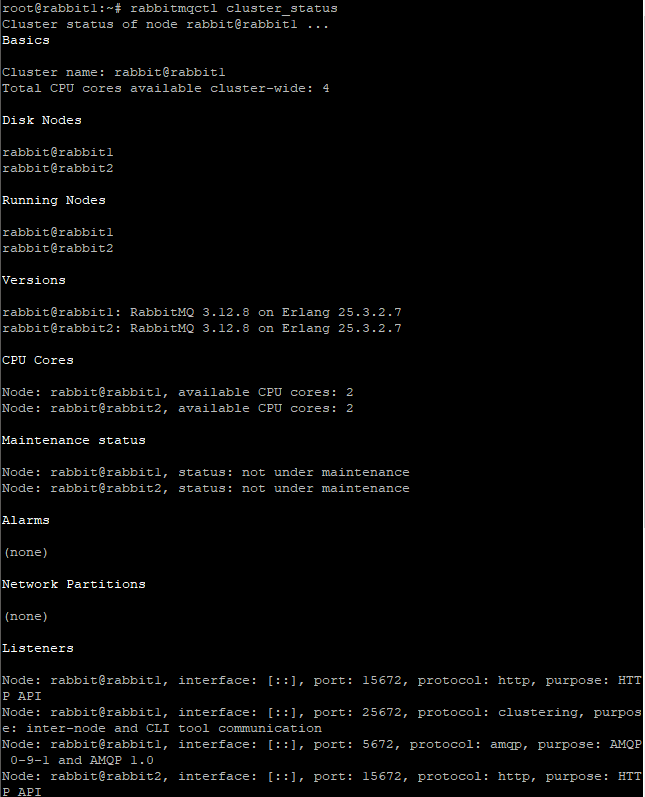 root@rabbit1:~# rabbitmqctl cluster_status
Cluster status of node rabbit@rabbit1 ...
Basics
Cluster name: rabbit@rabbit1
Total CPU cores available cluster-wide: 4
Disk Nodes
rabbit@rabbit1
rabbit@rabbit2
Running Nodes
rabbit@rabbit1
rabbit@rabbit2
Versions
rabbit@rabbit1: RabbitMQ 3.12.8 on Erlang 25.3.2.7
rabbit@rabbit2: RabbitMQ 3.12.8 on Erlang 25.3.2.7
CPU Cores
Node: rabbit@rabbit1, available CPU cores: 2
Node: rabbit@rabbit2, available CPU cores: 2
Maintenance status
Node: rabbit@rabbit1, status: not under maintenance
Node: rabbit@rabbit2, status: not under maintenance
Alarms
(none)
Network Partitions
(none)
Listeners
Node: rabbit@rabbit1, interface: [::], port: 15672, protocol: http, purpose: HTT
P API
Node: rabbit@rabbit1, interface: [::], port: 25672, protocol: clustering, purpos
e: inter-node and CLI tool communication
Node: rabbit@rabbit1, interface: [::], port: 5672, protocol: amqp, purpose: AMQP
 0-9-1 and AMQP 1.0
Node: rabbit@rabbit2, interface: [::], port: 15672, protocol: http, purpose: HTT
P API